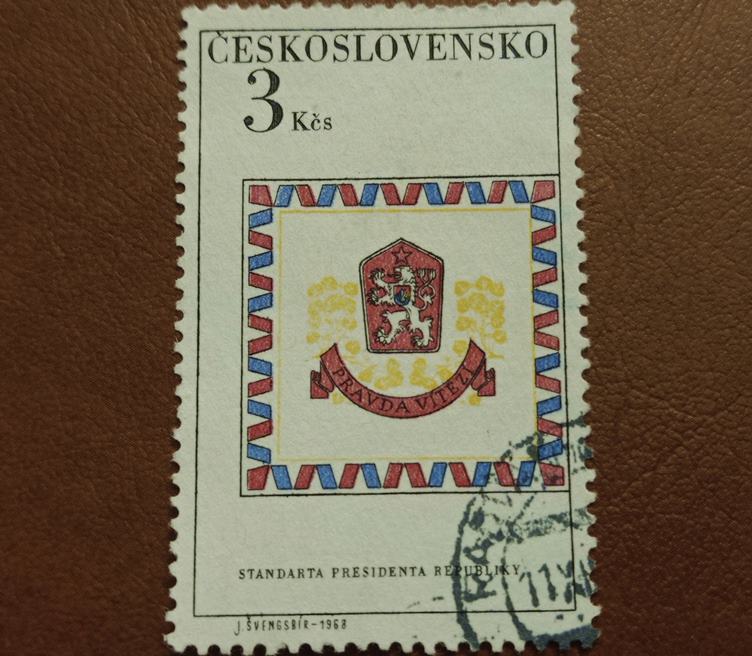 ČESKOSLOVENSKO
3 Kčs
PRAVDA VÍTĚZÍ
STANDARTA PRESIDENTA REPUBLIKY
J. ŠVENGSBÍR-1968